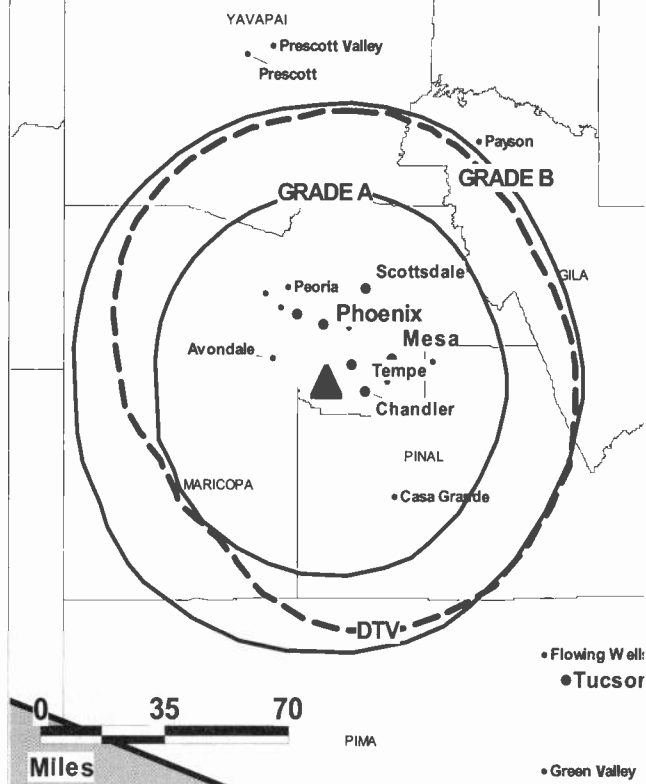 YAVAPAI
Prescott Valley
Prescott
Payson
GRADE B
GRADE A
GILA
Scottsdale
Peoria
Phoenix
Mesa
Avondale
Tempe
Chandler
PINAL
MARICOPA
Casa Grande
DTV
Flowing Wells
Tucson
0 35 70
PIMA
Miles
Green Valley